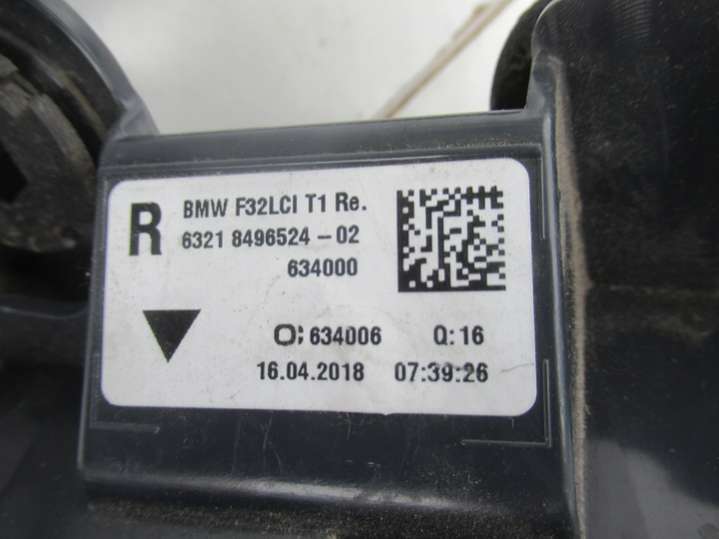 R
BMW F32LCI T1 Re.
6321 8496524-02
634000
O: 634006 Q: 16
16.04.2018 07:39:26